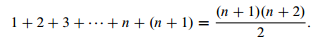 1 + 2 + 3 + ··· + n + (n + 1) = (n + 1)(n + 2) / 2.